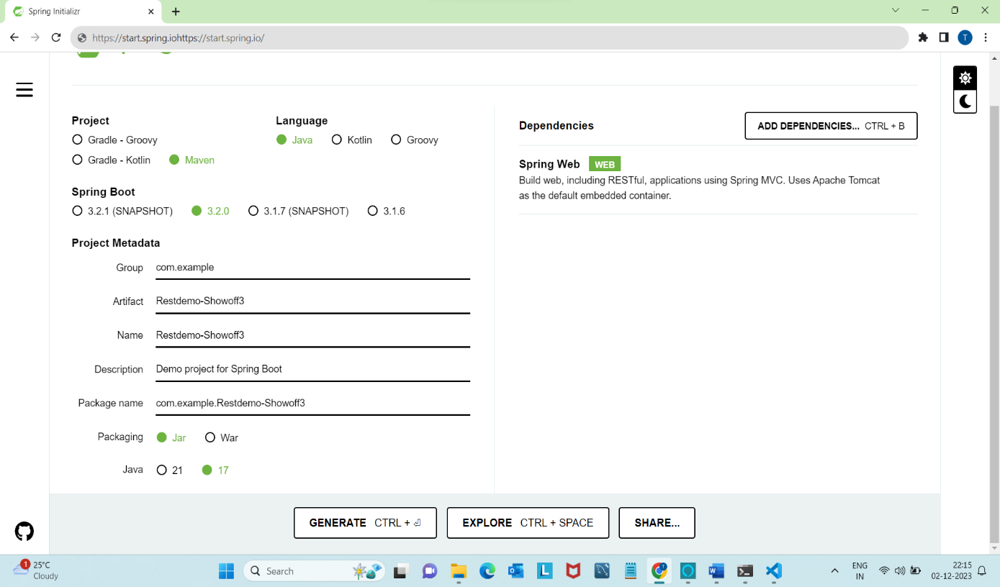 Spring Initializr
https://start.spring.iohttps://start.spring.io/
T
Project
Language
Gradle - Groovy
Java Kotlin Groovy
Gradle - Kotlin Maven
Spring Boot
3.2.1 (SNAPSHOT) 3.2.0 3.1.7 (SNAPSHOT) 3.1.6
Project Metadata
Group com.example
Artifact Restdemo-Showoff3
Name Restdemo-Showoff3
Description Demo project for Spring Boot
Package name com.example.Restdemo-Showoff3
Packaging Jar War
Java 21 17
Dependencies
ADD DEPENDENCIES... CTRL + B
Spring Web WEB
Build web, including RESTful, applications using Spring MVC. Uses Apache Tomcat
as the default embedded container.
GENERATE CTRL + ⏎
EXPLORE CTRL + SPACE
SHARE...
1
25°C
Cloudy
Search
L
W
ENG
IN
22:15
02-12-2023